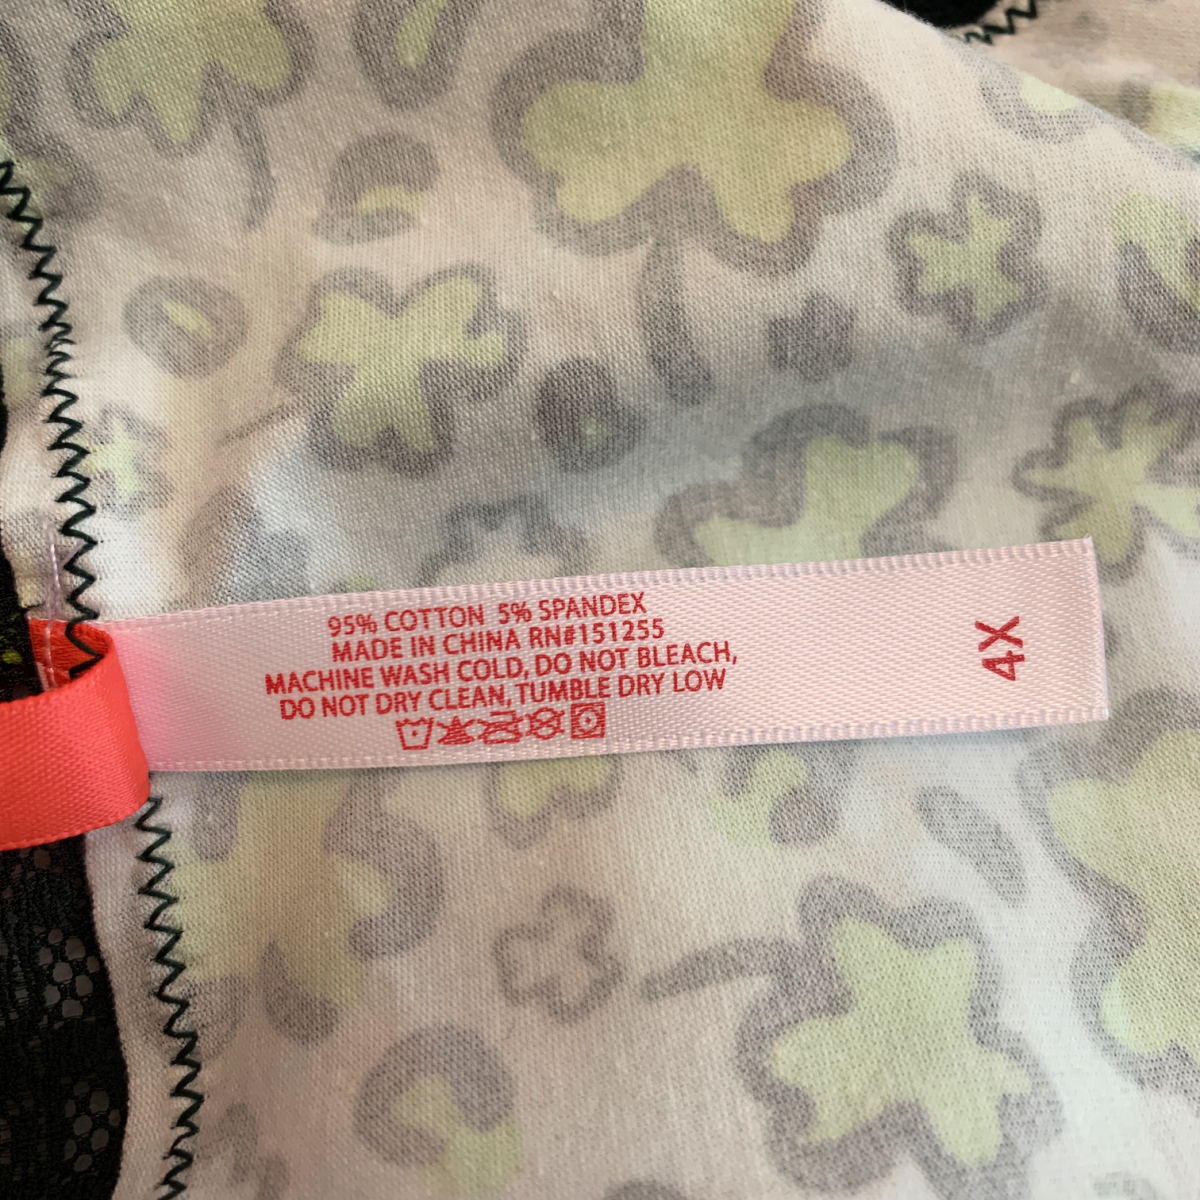 95% COTTON 5% SPANDEX
MADE IN CHINA RN#151255
MACHINE WASH COLD, DO NOT BLEACH,
DO NOT DRY CLEAN, TUMBLE DRY LOW
4X